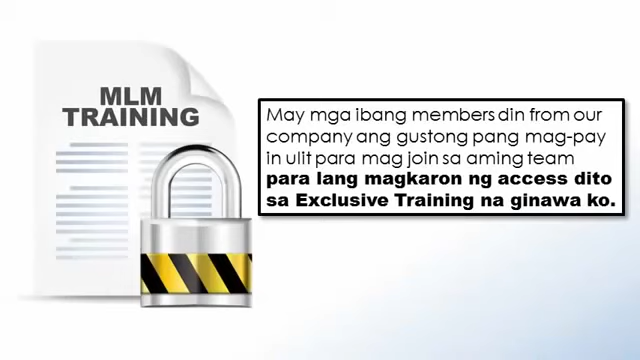 MLM
TRAINING
May mga ibang members din from our
company ang gustong pang mag-pay
in ulit para mag join sa aming team
para lang magkaron ng access dito
sa Exclusive Training na ginawa ko.